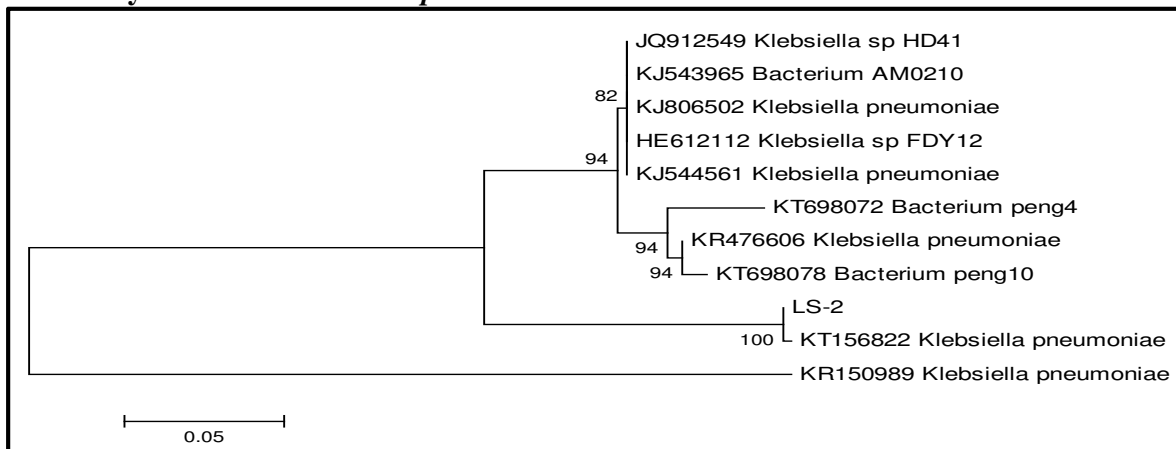 JQ912549 Klebsiella sp HD41
KJ543965 Bacterium AM0210
82
KJ806502 Klebsiella pneumoniae
HE612112 Klebsiella sp FDY12
94
KJ544561 Klebsiella pneumoniae
KT698072 Bacterium peng4
KR476606 Klebsiella pneumoniae
94
KT698078 Bacterium peng10
94
LS-2
KT156822 Klebsiella pneumoniae
100
KR150989 Klebsiella pneumoniae
0.05